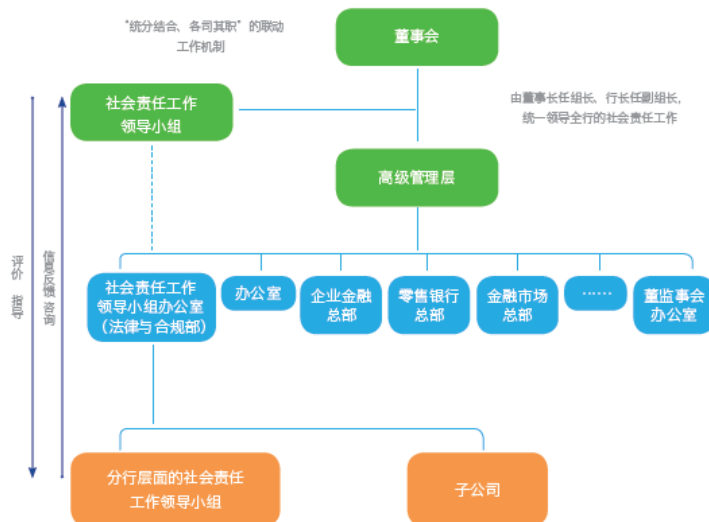 “统分结合、各司其职”的联动
工作机制
董事会
社会责任工作
领导小组
由董事长任组长、行长任副组长，
统一领导全行的社会责任工作
高级管理层
评价 指导
信息反馈 咨询
社会责任工作
领导小组办公室
（法律与合规部）
办公室
企业金融
总部
零售银行
总部
金融市场
总部
……
董监事会
办公室
分行层面的社会责任
工作领导小组
子公司